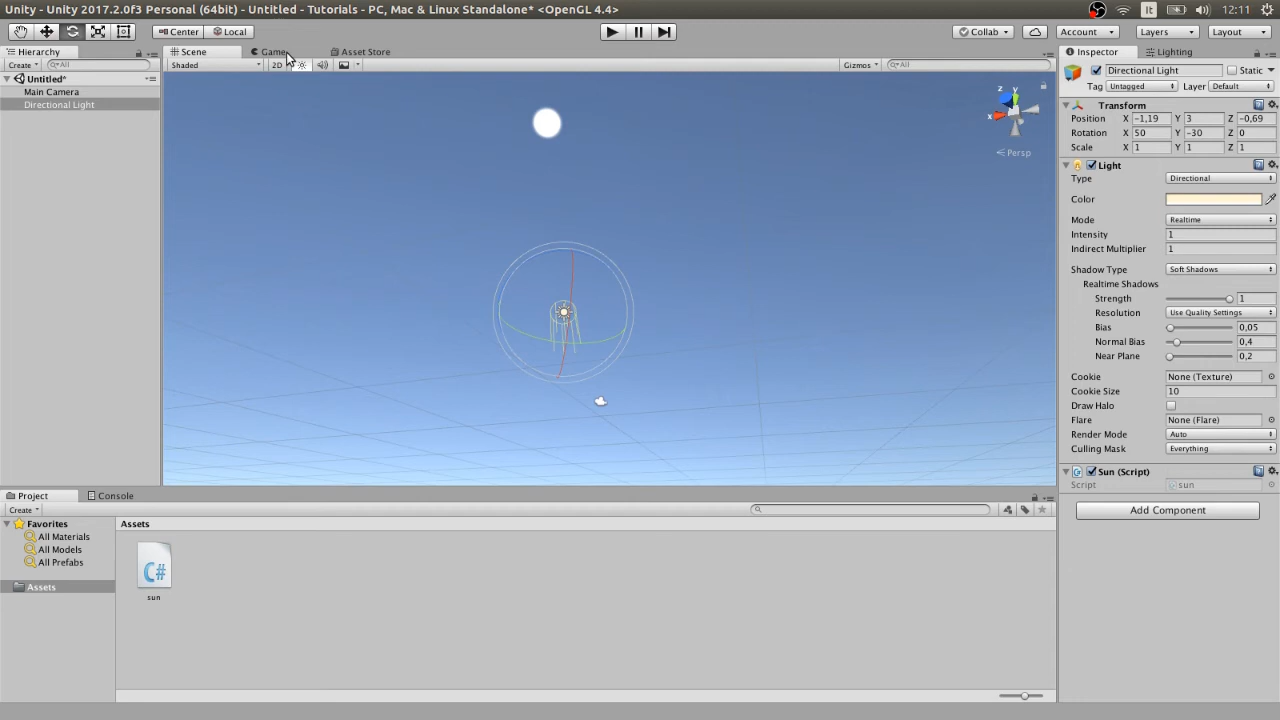 Unity - Unity 2017.2.0f3 Personal (64bit) - Untitled - Tutorials - PC, Mac & Linux Standalone* <OpenGL 4.4>
It
12:11
Center
Local
Collab
Account
Layers
Layout
Hierarchy
Create
All
Untitled*
Main Camera
Directional Light
Scene
Game
Asset Store
Shaded
2D
Gizmos
All
y
z
x
Persp
Inspector
Lighting
Directional Light
Static
Tag Untagged Layer Default
Transform
Position X -1,19 Y 3 Z -0,69
Rotation X 50 Y -30 Z 0
Scale X 1 Y 1 Z 1
Light
Type Directional
Color
Mode Realtime
Intensity 1
Indirect Multiplier 1
Shadow Type Soft Shadows
Realtime Shadows
Strength 1
Resolution Use Quality Settings
Bias 0,05
Normal Bias 0,4
Near Plane 0,2
Cookie None (Texture)
Cookie Size 10
Draw Halo
Flare None (Flare)
Render Mode Auto
Culling Mask Everything
Sun (Script)
Script sun
Add Component
Project
Console
Create
Favorites
All Materials
All Models
All Prefabs
Assets
Assets
C#
sun